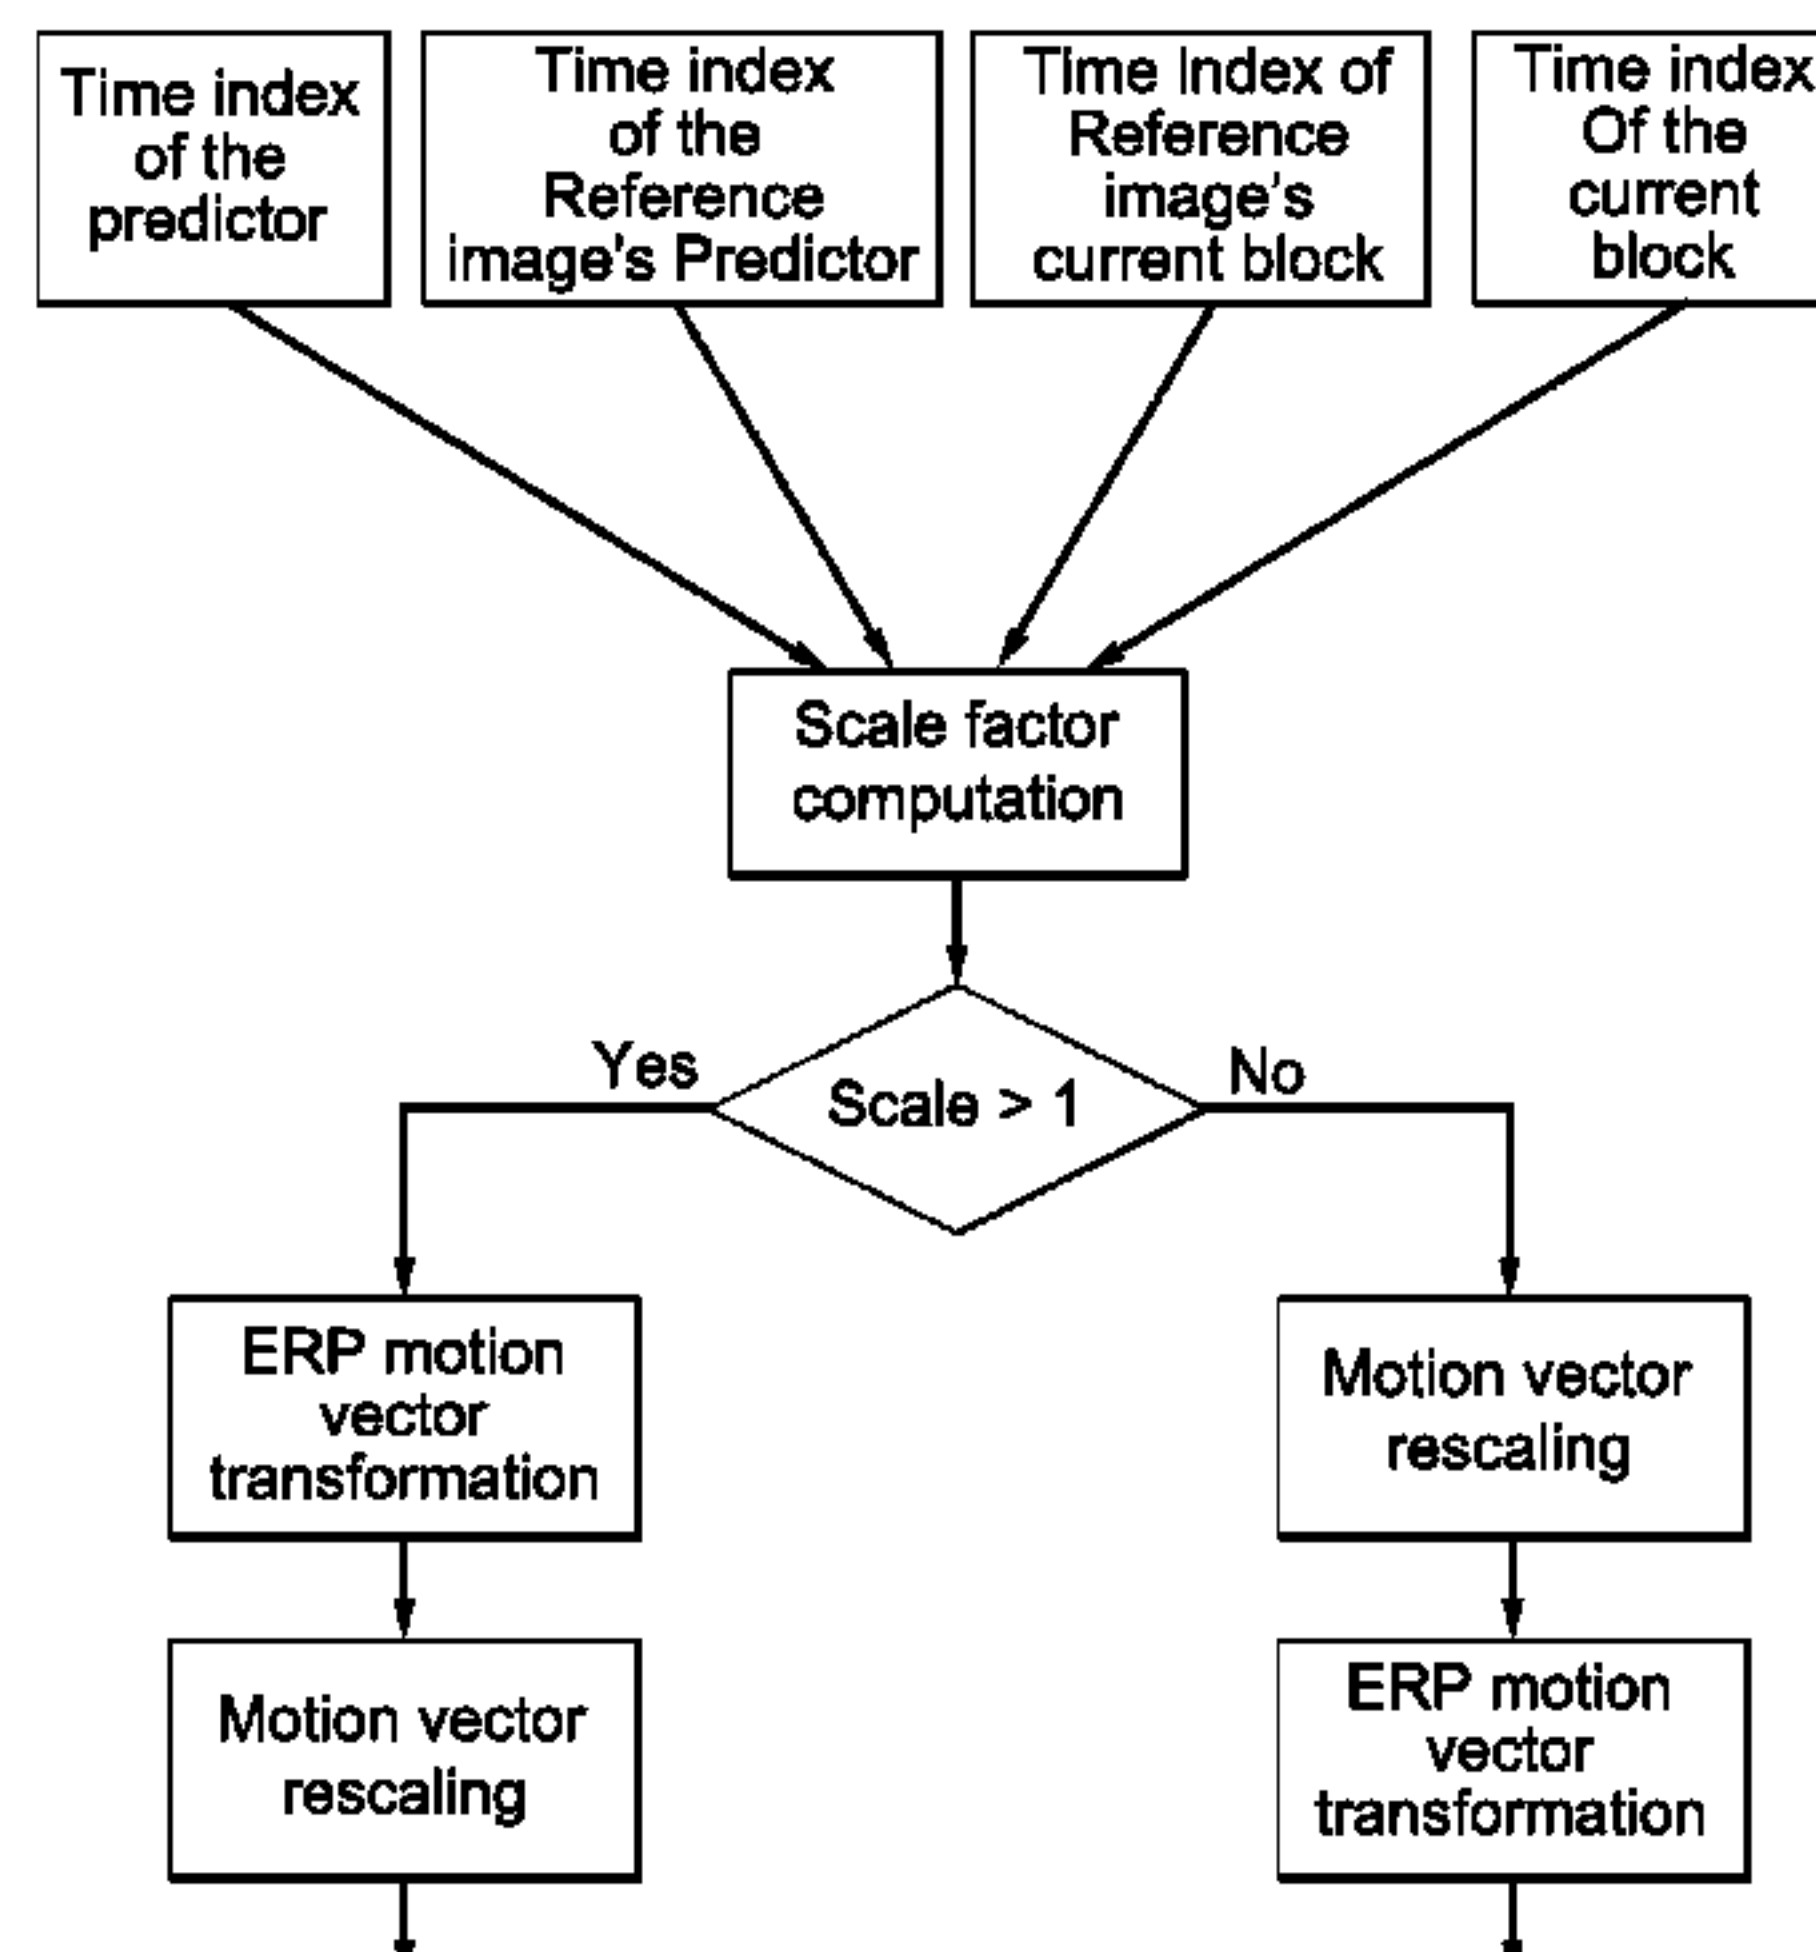 Time index
of the
predictor
Time index
of the
Reference
image's Predictor
Time Index of
Reference
image's
current block
Time index
Of the
current
block
Scale factor
computation
Yes
Scale > 1
No
ERP motion
vector
transformation
Motion vector
rescaling
Motion vector
rescaling
ERP motion
vector
transformation